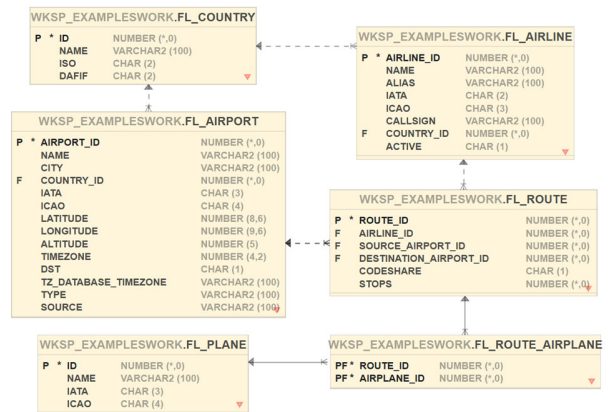 WKSP_EXAMPLESWORK.FL_COUNTRY
P * ID NUMBER (*,0)
NAME VARCHAR2 (100)
ISO CHAR (2)
DAFIF CHAR (2)
WKSP_EXAMPLESWORK.FL_AIRLINE
P * AIRLINE_ID NUMBER (*,0)
NAME VARCHAR2 (100)
ALIAS VARCHAR2 (100)
IATA CHAR (2)
ICAO CHAR (3)
CALLSIGN VARCHAR2 (100)
F COUNTRY_ID NUMBER (*,0)
ACTIVE CHAR (1)
WKSP_EXAMPLESWORK.FL_AIRPORT
P * AIRPORT_ID NUMBER (*,0)
NAME VARCHAR2 (100)
CITY VARCHAR2 (100)
F COUNTRY_ID NUMBER (*,0)
IATA CHAR (3)
ICAO CHAR (4)
LATITUDE NUMBER (8,6)
LONGITUDE NUMBER (9,6)
ALTITUDE NUMBER (5)
TIMEZONE NUMBER (4,2)
DST CHAR (1)
TZ_DATABASE_TIMEZONE VARCHAR2 (100)
TYPE VARCHAR2 (100)
SOURCE VARCHAR2 (100)
WKSP_EXAMPLESWORK.FL_ROUTE
P * ROUTE_ID NUMBER (*,0)
F AIRLINE_ID NUMBER (*,0)
F SOURCE_AIRPORT_ID NUMBER (*,0)
F DESTINATION_AIRPORT_ID NUMBER (*,0)
CODESHARE CHAR (1)
STOPS NUMBER (*,0)
WKSP_EXAMPLESWORK.FL_PLANE
P * ID NUMBER (*,0)
NAME VARCHAR2 (100)
IATA CHAR (3)
ICAO CHAR (4)
WKSP_EXAMPLESWORK.FL_ROUTE_AIRPLANE
PF* ROUTE_ID NUMBER (*,0)
PF* AIRPLANE_ID NUMBER (*,0)